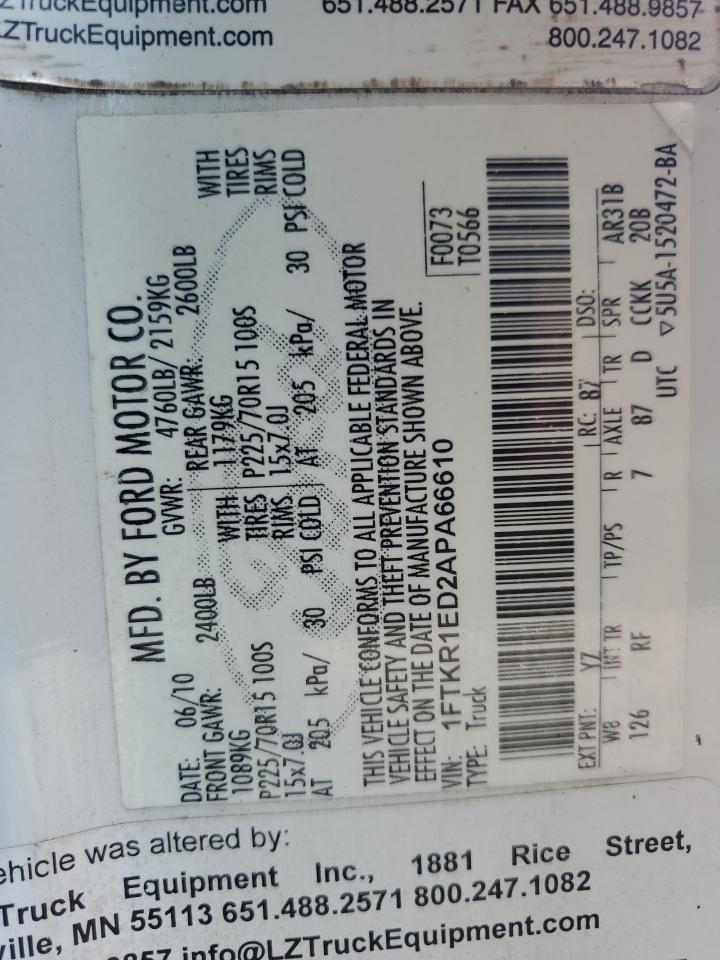 ZTruckEquipment.com 651.488.2571 FAX 651.488.9857
LZTruckEquipment.com 800.247.1082
MFD. BY FORD MOTOR CO.
DATE: 06/10 GVWR: 4760LB/ 2159KG
FRONT GAWR: 2400LB REAR GAWR: 2600LB
1089KG WITH 1179KG WITH
P225/70R15 100S TIRES P225/70R15 100S TIRES
15x7.0J RIMS 15x7.0J RIMS
AT 205 kPa/ 30 PSI COLD AT 205 kPa/ 30 PSI COLD
THIS VEHICLE CONFORMS TO ALL APPLICABLE FEDERAL MOTOR
VEHICLE SAFETY AND THEFT PREVENTION STANDARDS IN
EFFECT ON THE DATE OF MANUFACTURE SHOWN ABOVE.
VIN: 1FTKR1ED2APA66610 F0073
TYPE: Truck T0566
EXT PNT: YZ RC: 87 DSO:
WB INT TR TP/PS R AXLE TR SPR AR31B
126 RF 7 87 D CCKK 20B
UTC ▽5U5A-1520472-BA
ehicle was altered by:
Truck Equipment Inc., 1881 Rice Street,
ville, MN 55113 651.488.2571 800.247.1082
9857 info@LZTruckEquipment.com